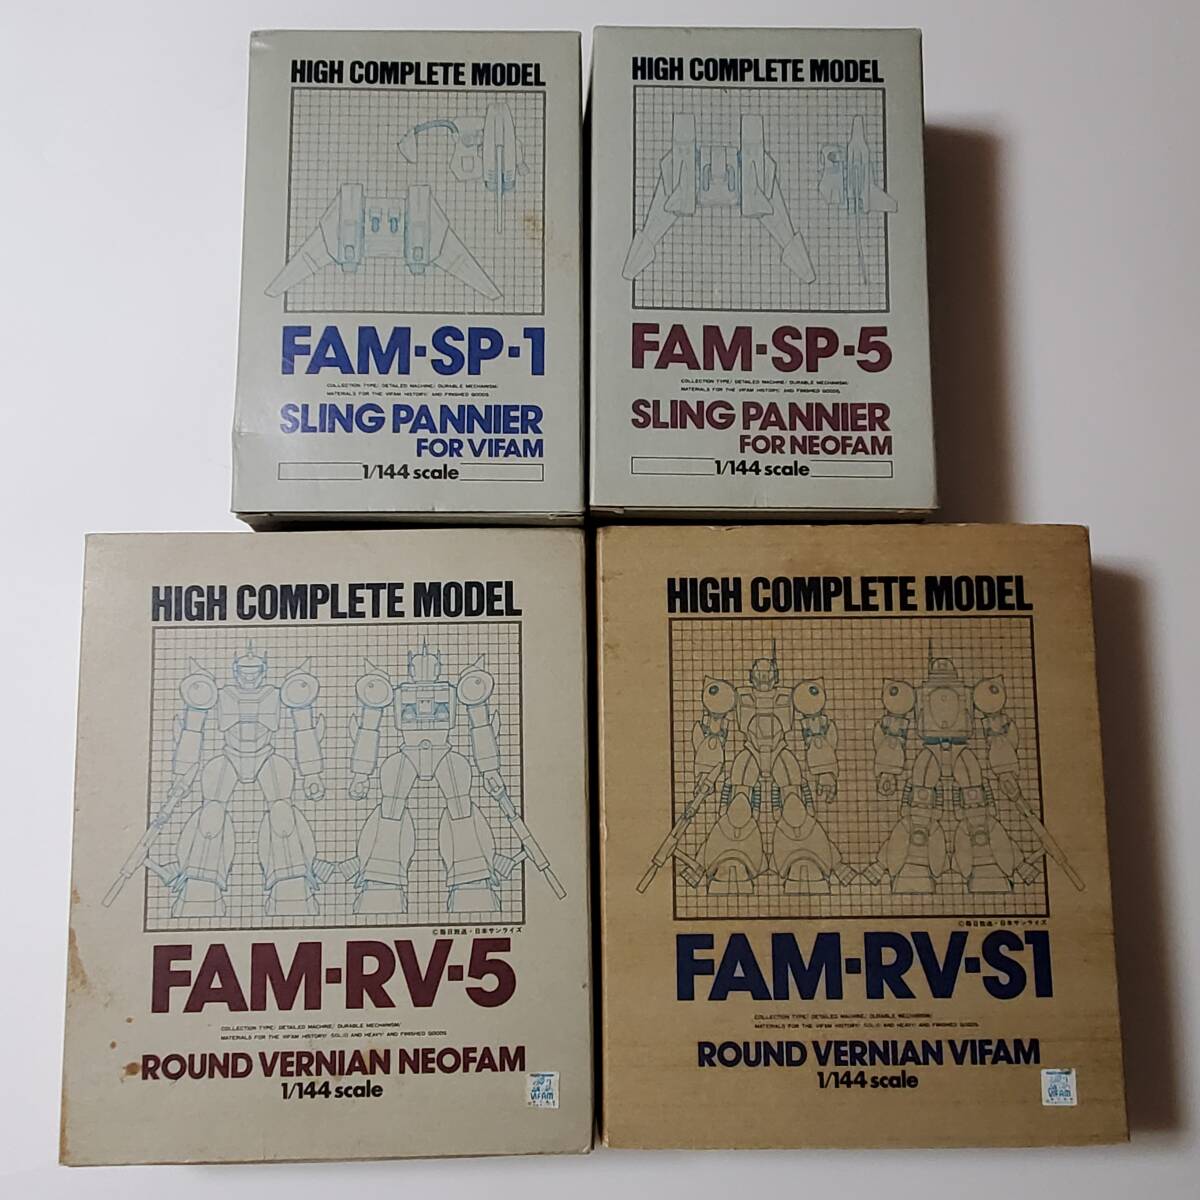 HIGH COMPLETE MODEL
FAM-SP-1
COLLECTION TYPE/ DETAILED MACHINE/ DURABLE MECHANISM/
MATERIALS FOR THE VIFAM HISTORY/ AND FINISHED GOODS.
SLING PANNIER
FOR VIFAM
1/144 scale
HIGH COMPLETE MODEL
FAM-SP-5
COLLECTION TYPE/ DETAILED MACHINE/ DURABLE MECHANISM/
MATERIALS FOR THE VIFAM HISTORY/ AND FINISHED GOODS.
SLING PANNIER
FOR NEOFAM
1/144 scale
HIGH COMPLETE MODEL
©毎日放送・日本サンライズ
FAM-RV-5
COLLECTION TYPE/ DETAILED MACHINE/ DURABLE MECHANISM/
MATERIALS FOR THE VIFAM HISTORY/ SOLID AND HEAVY/ AND FINISHED GOODS.
ROUND VERNIAN NEOFAM
1/144 scale
VIFAM
HIGH COMPLETE MODEL
©毎日放送・日本サンライズ
FAM-RV-S1
COLLECTION TYPE/ DETAILED MACHINE/ DURABLE MECHANISM/
MATERIALS FOR THE VIFAM HISTORY/ SOLID AND HEAVY/ AND FINISHED GOODS.
ROUND VERNIAN VIFAM
1/144 scale
VIFAM